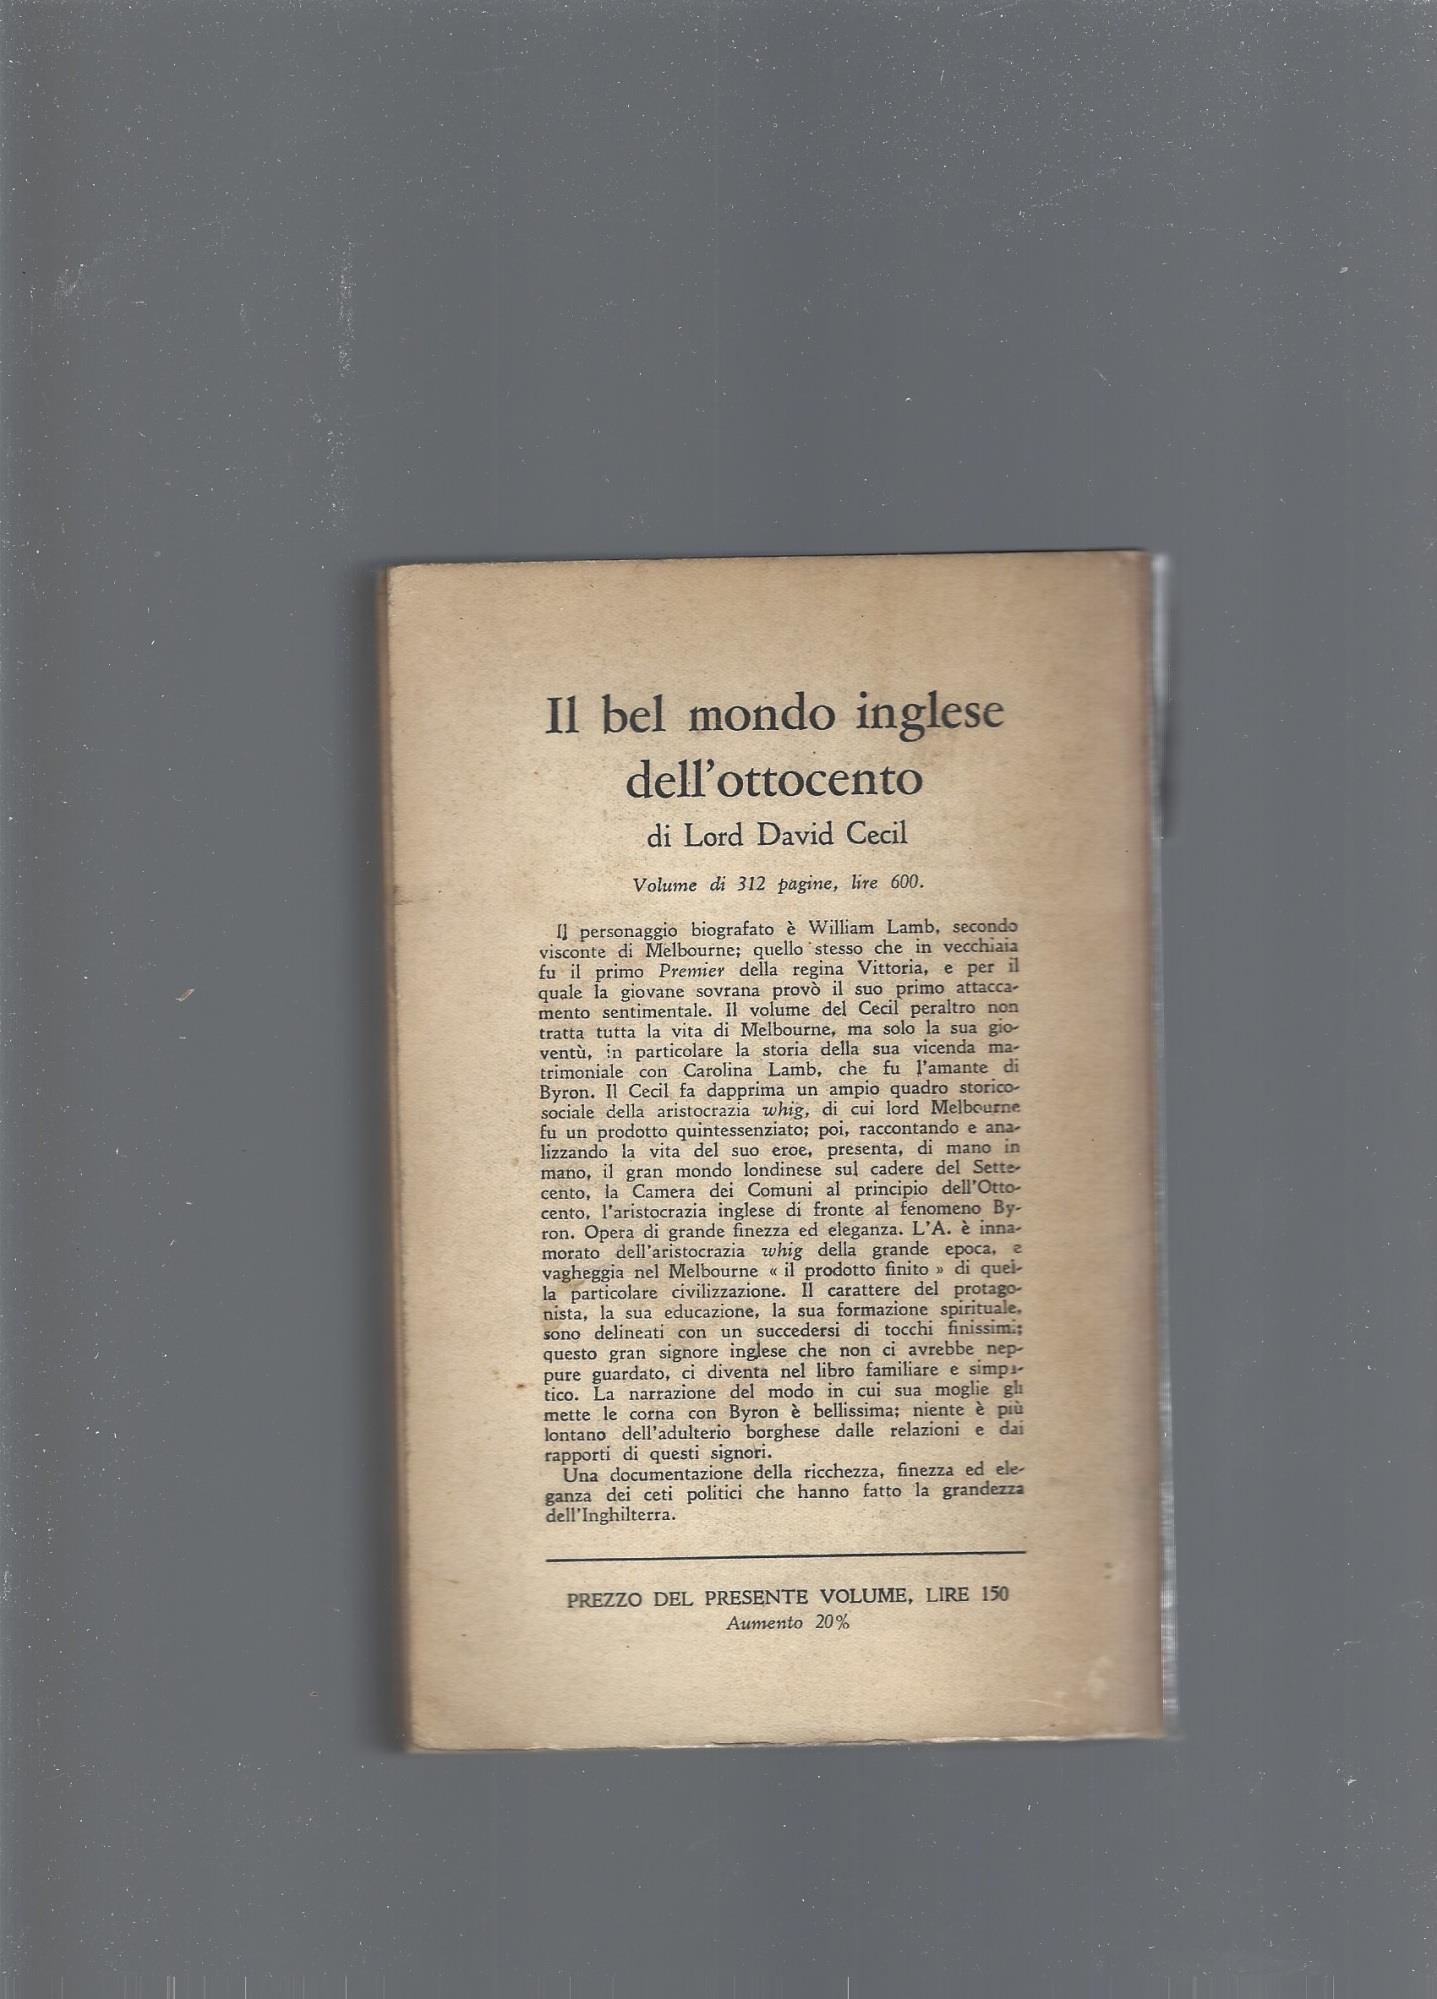 Il bel mondo inglese
dell'ottocento
di Lord David Cecil
Volume di 312 pagine, lire 600.
Il personaggio biografato è William Lamb, secondo
visconte di Melbourne; quello stesso che in vecchiaia
fu il primo Premier della regina Vittoria, e per il
quale la giovane sovrana provò il suo primo attacca-
mento sentimentale. Il volume del Cecil peraltro non
tratta tutta la vita di Melbourne, ma solo la sua gio-
ventù, in particolare la storia della sua vicenda ma-
trimoniale con Carolina Lamb, che fu l'amante di
Byron. Il Cecil fa dapprima un ampio quadro storico-
sociale della aristocrazia whig, di cui lord Melbourne
fu un prodotto quintessenziato; poi, raccontando e ana-
lizzando la vita del suo eroe, presenta, di mano in
mano, il gran mondo londinese sul cadere del Sette-
cento, la Camera dei Comuni al principio dell'Otto-
cento, l'aristocrazia inglese di fronte al fenomeno By-
ron. Opera di grande finezza ed eleganza. L'A. è inna-
morato dell'aristocrazia whig della grande epoca, e
vagheggia nel Melbourne « il prodotto finito » di quel-
la particolare civilizzazione. Il carattere del protago-
nista, la sua educazione, la sua formazione spirituale,
sono delineati con un succedersi di tocchi finissimi;
questo gran signore inglese che non ci avrebbe nep-
pure guardato, ci diventa nel libro familiare e simpa-
tico. La narrazione del modo in cui sua moglie gli
mette le corna con Byron è bellissima; niente è più
lontano dell'adulterio borghese dalle relazioni e dai
rapporti di questi signori.
Una documentazione della ricchezza, finezza ed ele-
ganza dei ceti politici che hanno fatto la grandezza
dell'Inghilterra.
PREZZO DEL PRESENTE VOLUME, LIRE 150
Aumento 20%